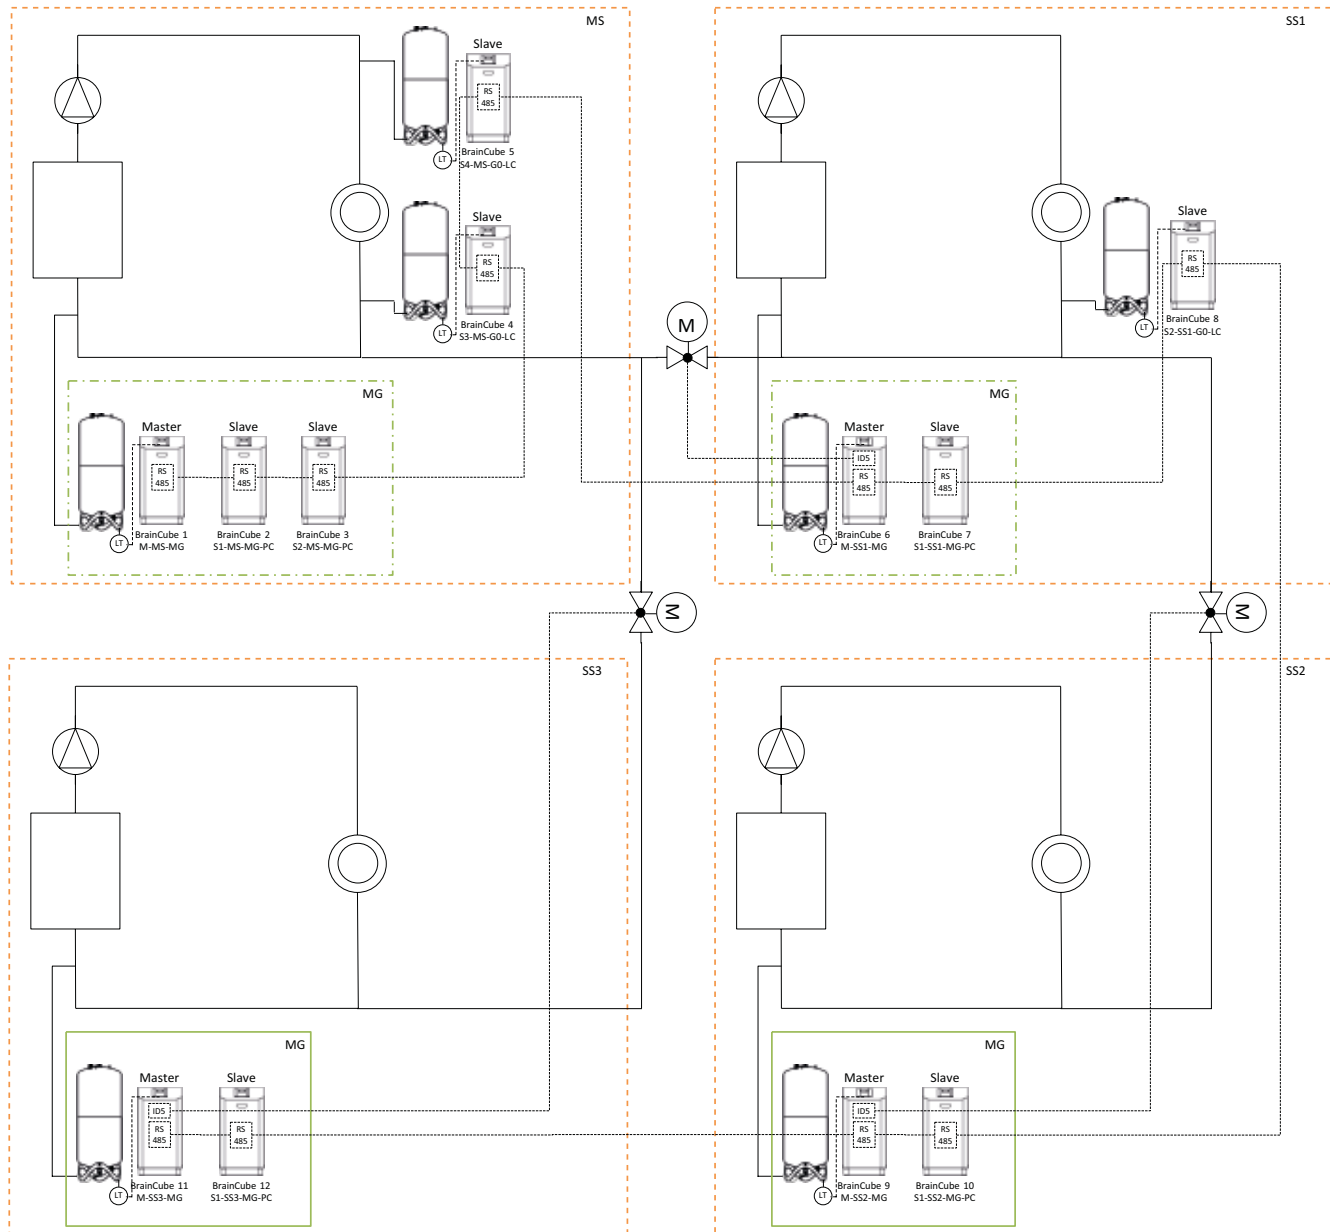 MS
Slave
RS
485
LT
BrainCube 5
S4-MS-G0-LC
Slave
RS
485
LT
BrainCube 4
S3-MS-G0-LC
MG
Master
Slave
Slave
RS
485
RS
485
RS
485
LT
BrainCube 1
M-MS-MG
BrainCube 2
S1-MS-MG-PC
BrainCube 3
S2-MS-MG-PC
M
SS1
Slave
RS
485
LT
BrainCube 8
S2-SS1-G0-LC
MG
Master
Slave
ID5
RS
485
RS
485
LT
BrainCube 6
M-SS1-MG
BrainCube 7
S1-SS1-MG-PC
M
M
SS3
MG
Master
Slave
ID5
RS
485
RS
485
LT
BrainCube 11
M-SS3-MG
BrainCube 12
S1-SS3-MG-PC
SS2
MG
Master
Slave
ID5
RS
485
RS
485
LT
BrainCube 9
M-SS2-MG
BrainCube 10
S1-SS2-MG-PC